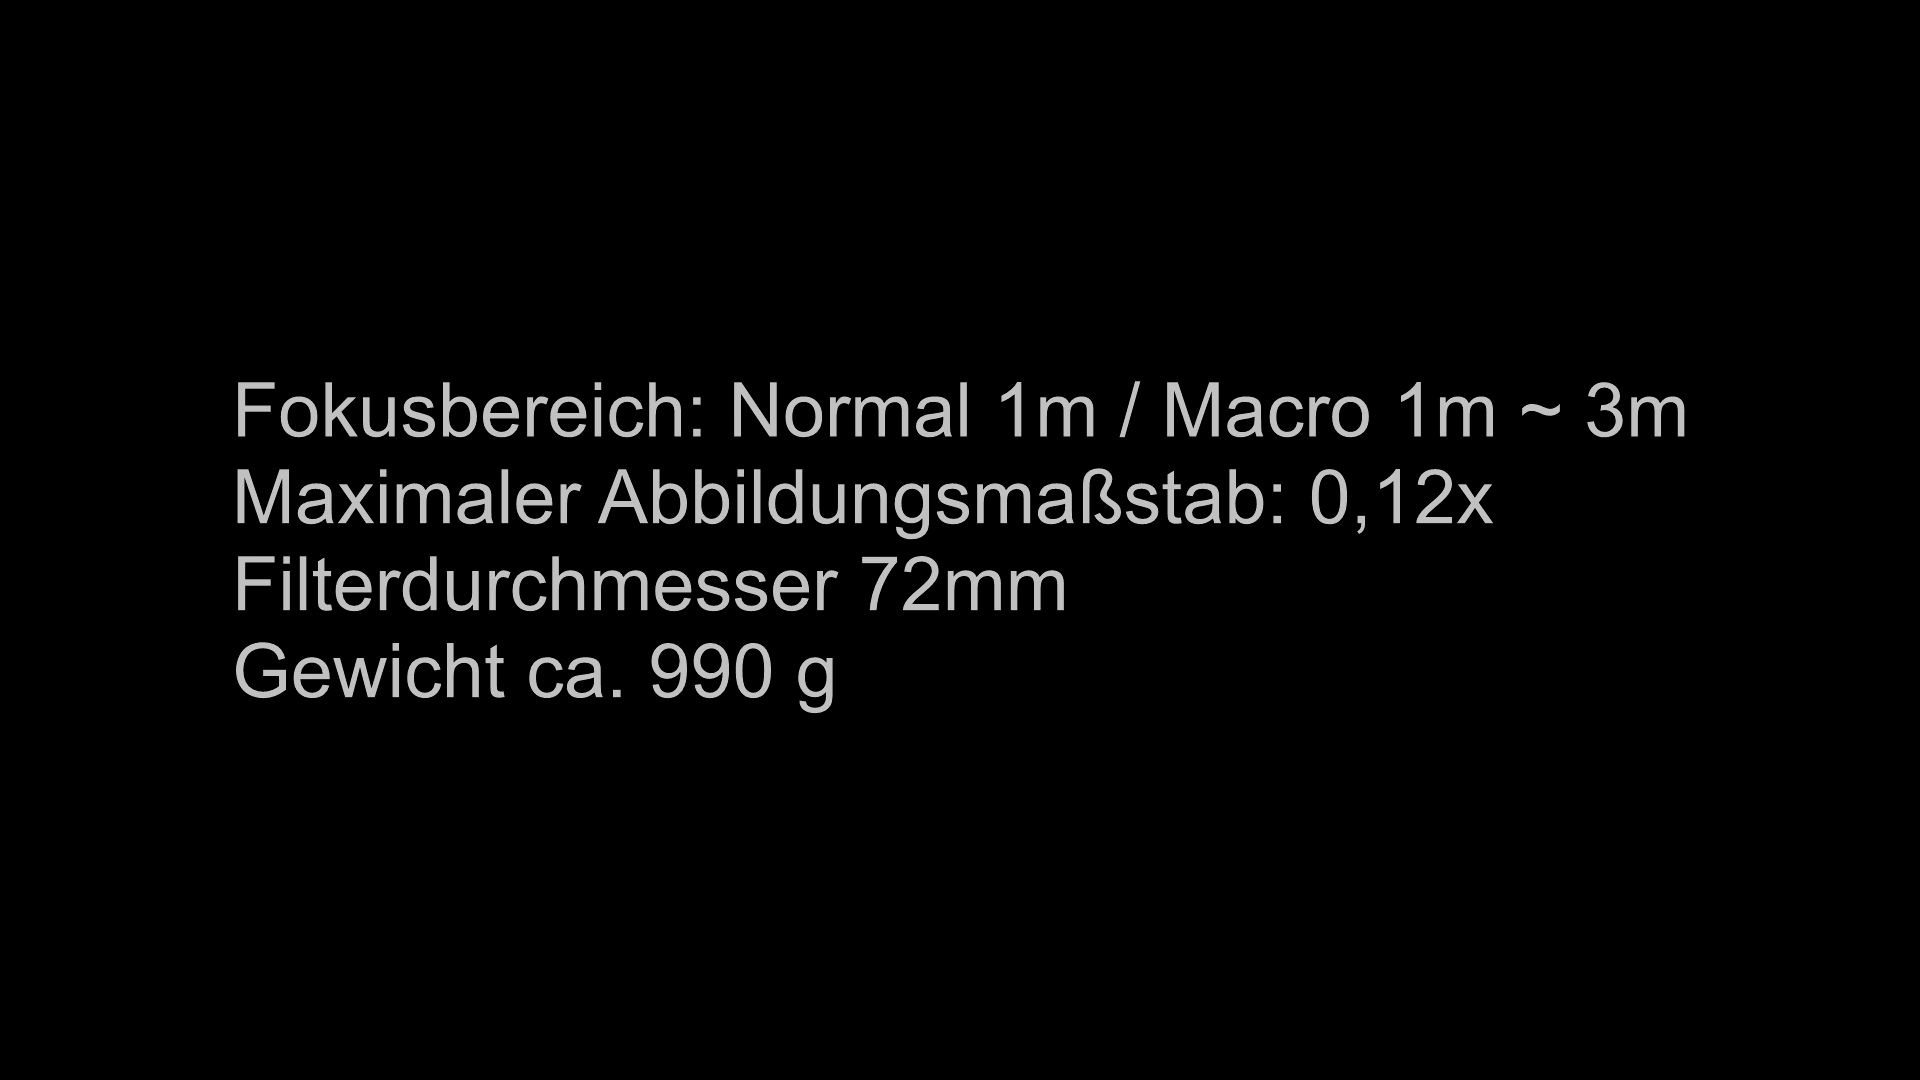 Fokusbereich: Normal 1m / Macro 1m ~ 3m
Maximaler Abbildungsmaßstab: 0,12x
Filterdurchmesser 72mm
Gewicht ca. 990 g